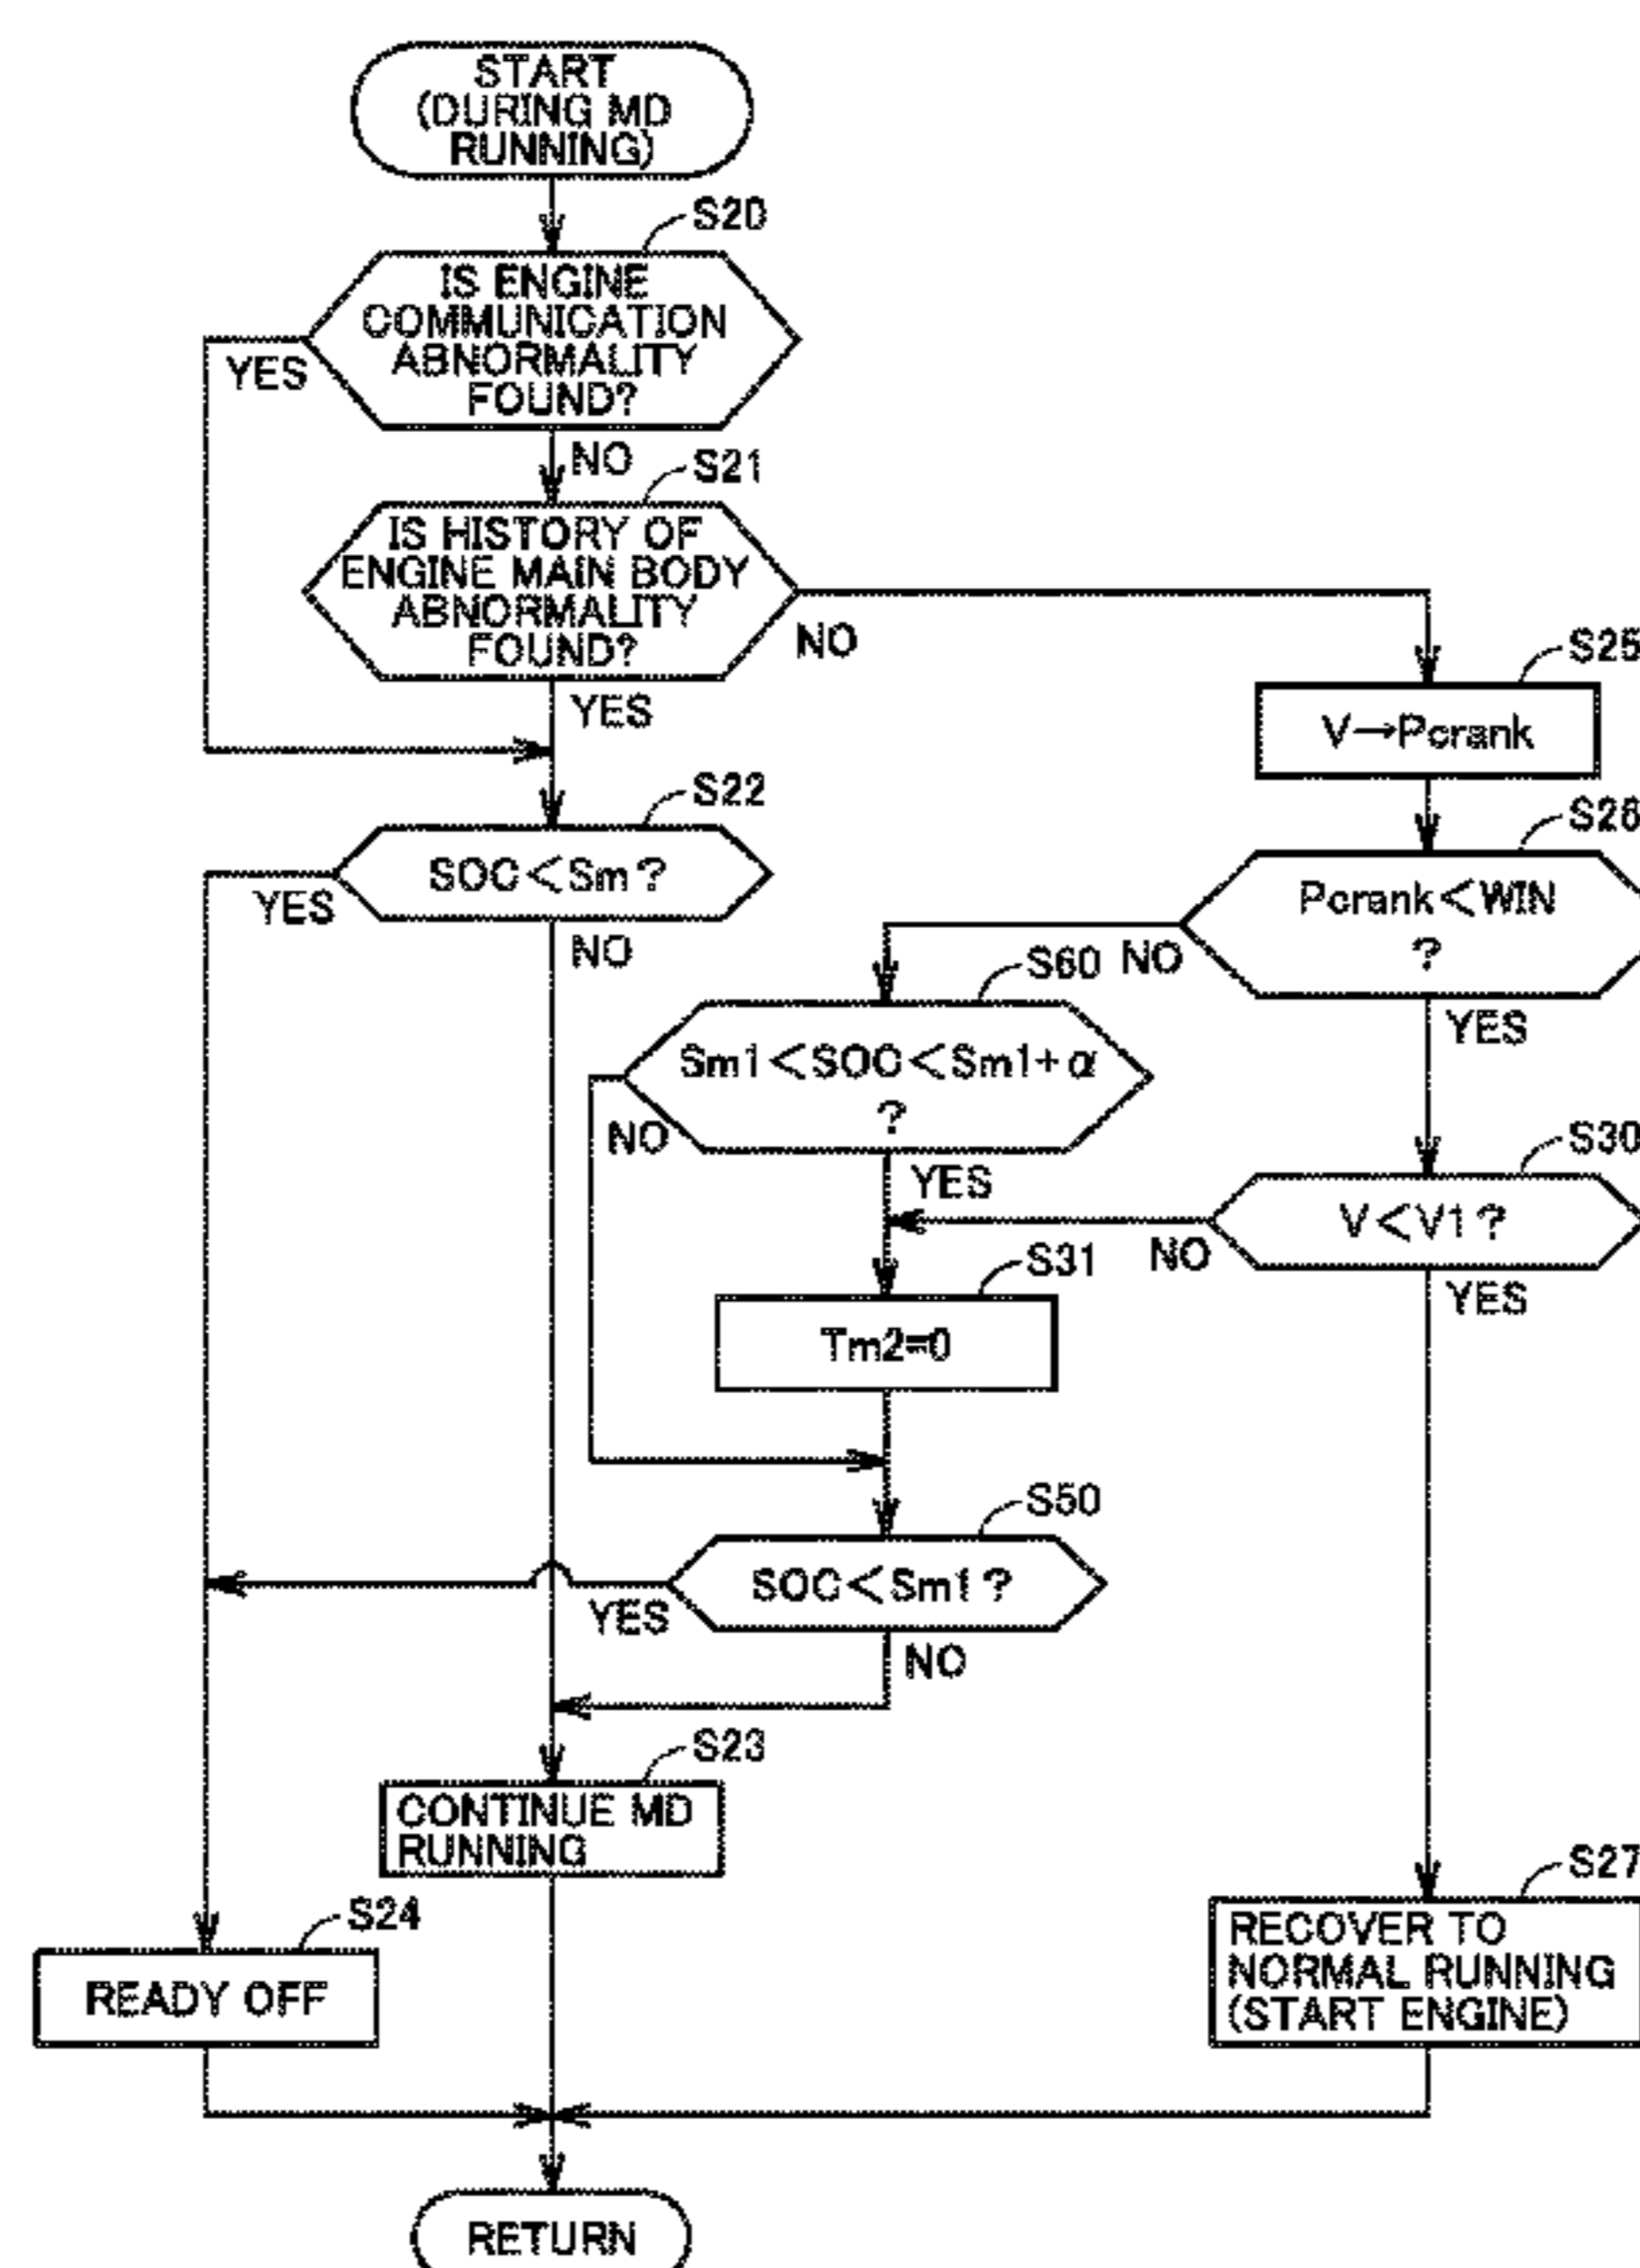 START
(DURING MD
RUNNING)
S20
IS ENGINE
COMMUNICATION
ABNORMALITY
FOUND?
YES
NO
S21
IS HISTORY OF
ENGINE MAIN BODY
ABNORMALITY
FOUND?
NO
YES
S25
V→Pcrank
S22
SOC<Sm?
YES
NO
S26
Pcrank<WIN
?
NO
YES
S60
Sm1<SOC<Sm1+α
?
NO
YES
S30
V<V1?
NO
YES
S31
Tm2=0
S50
SOC<Sm1?
YES
NO
S23
CONTINUE MD
RUNNING
S24
READY OFF
S27
RECOVER TO
NORMAL RUNNING
(START ENGINE)
RETURN